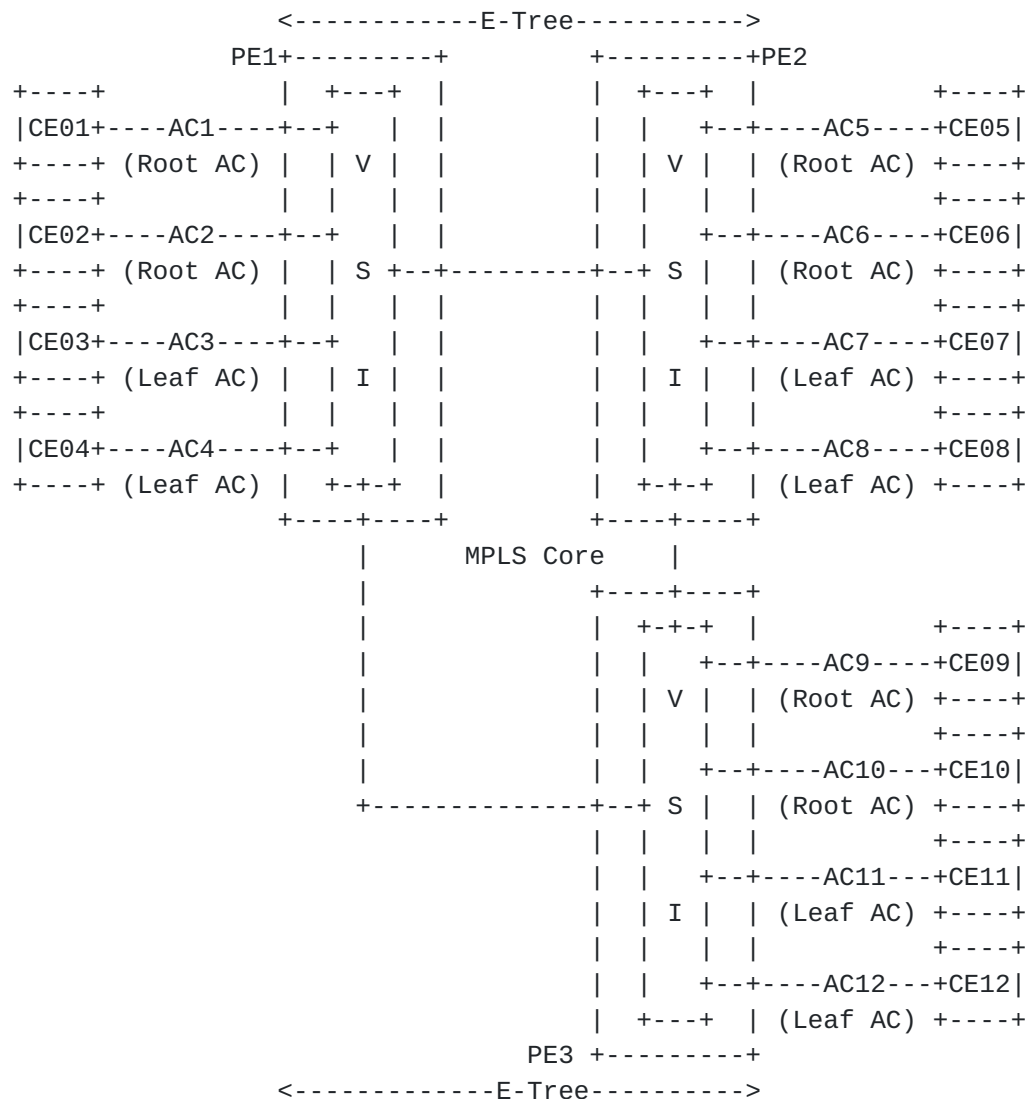 <------------E-Tree----------->
PE1+---------+         +---------+PE2
+----+          |  +---+  |         |  +---+  |          +----+
|CE01+----AC1----+--+   |  |         |  |   +--+----AC5----+CE05|
+----+ (Root AC) |  | V |  |         |  | V |  | (Root AC) +----+
+----+           |  |   |  |         |  |   |  |           +----+
|CE02+----AC2----+--+   |  |         |  |   +--+----AC6----+CE06|
+----+ (Root AC) |  | S +--+---------+--+ S |  | (Root AC) +----+
+----+           |  |   |  |         |  |   |  |           +----+
|CE03+----AC3----+--+   |  |         |  |   +--+----AC7----+CE07|
+----+ (Leaf AC) |  | I |  |         |  | I |  | (Leaf AC) +----+
+----+           |  |   |  |         |  |   |  |           +----+
|CE04+----AC4----+--+   |  |         |  |   +--+----AC8----+CE08|
+----+ (Leaf AC) |  +-+-+  |         |  +-+-+  | (Leaf AC) +----+
+----+----+         +----+----+
|     MPLS Core    |
|             +----+----+
|             |  +-+-+  |           +----+
|             |  |   +--+----AC9----+CE09|
|             |  | V |  | (Root AC) +----+
|             |  |   |  |           +----+
|             |  |   +--+----AC10---+CE10|
+--------------+--+ S |  | (Root AC) +----+
|  |   |  |           +----+
|  |   +--+----AC11---+CE11|
|  | I |  | (Leaf AC) +----+
|  |   |  |           +----+
|  |   +--+----AC12---+CE12|
|  +---+  | (Leaf AC) +----+
PE3 +---------+
<-------------E-Tree---------->